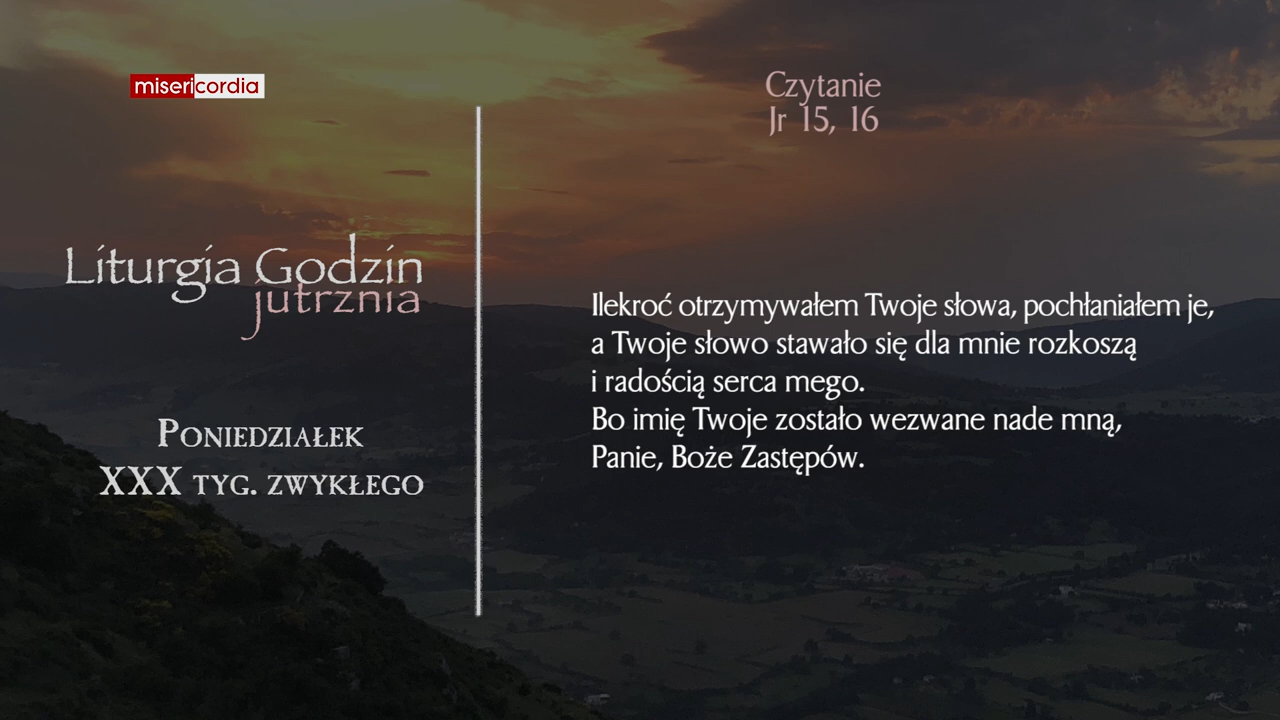 misericordia
Liturgia Godzin
jutrznia
Poniedziałek
XXX tyg. zwykłego
Czytanie
Jr 15, 16
Ilekroć otrzymywałem Twoje słowa, pochłaniałem je,
a Twoje słowo stawało się dla mnie rozkoszą
i radością serca mego.
Bo imię Twoje zostało wezwane nade mną,
Panie, Boże Zastępów.